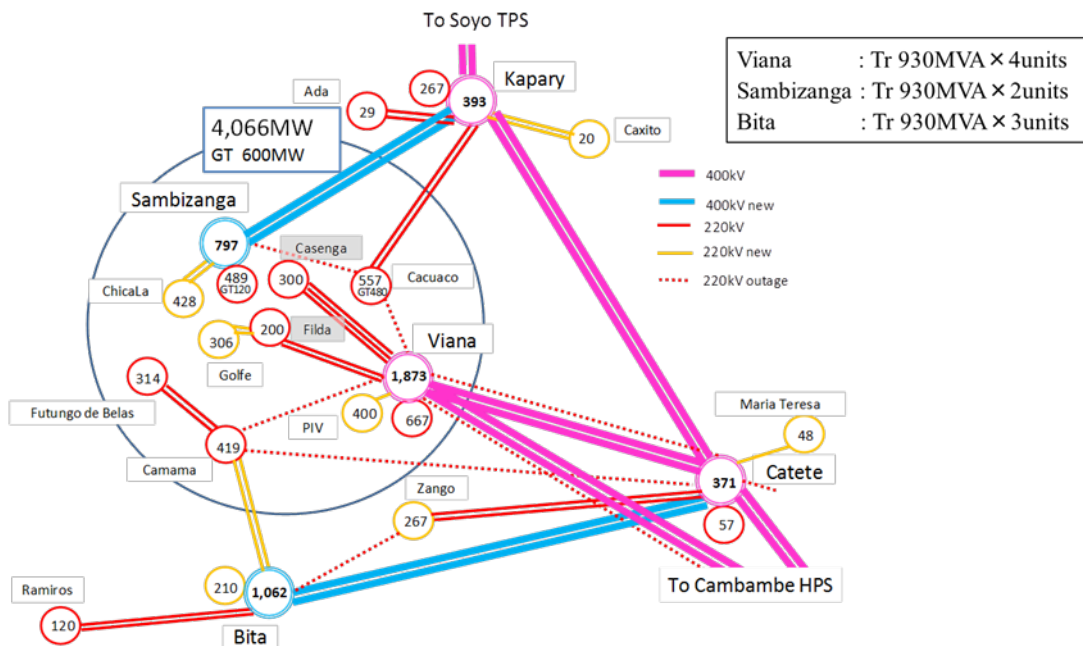 To Soyo TPS
Viana : Tr 930MVA × 4units
Sambizanga : Tr 930MVA × 2units
Bita : Tr 930MVA × 3units
Kapary
267
393
Ada
29
4,066MW
GT 600MW
20
Caxito
400kV
400kV new
220kV
220kV new
220kV outage
Sambizanga
797
489
GT120
Casenga
300
557
GT480
Cacuaco
ChicaLa
428
200
Filda
306
Golfe
Viana
1,873
314
Futungo de Belas
PIV
400
667
Maria Teresa
48
419
Camama
Catete
371
57
Zango
267
To Cambambe HPS
Ramiros
120
210
1,062
Bita